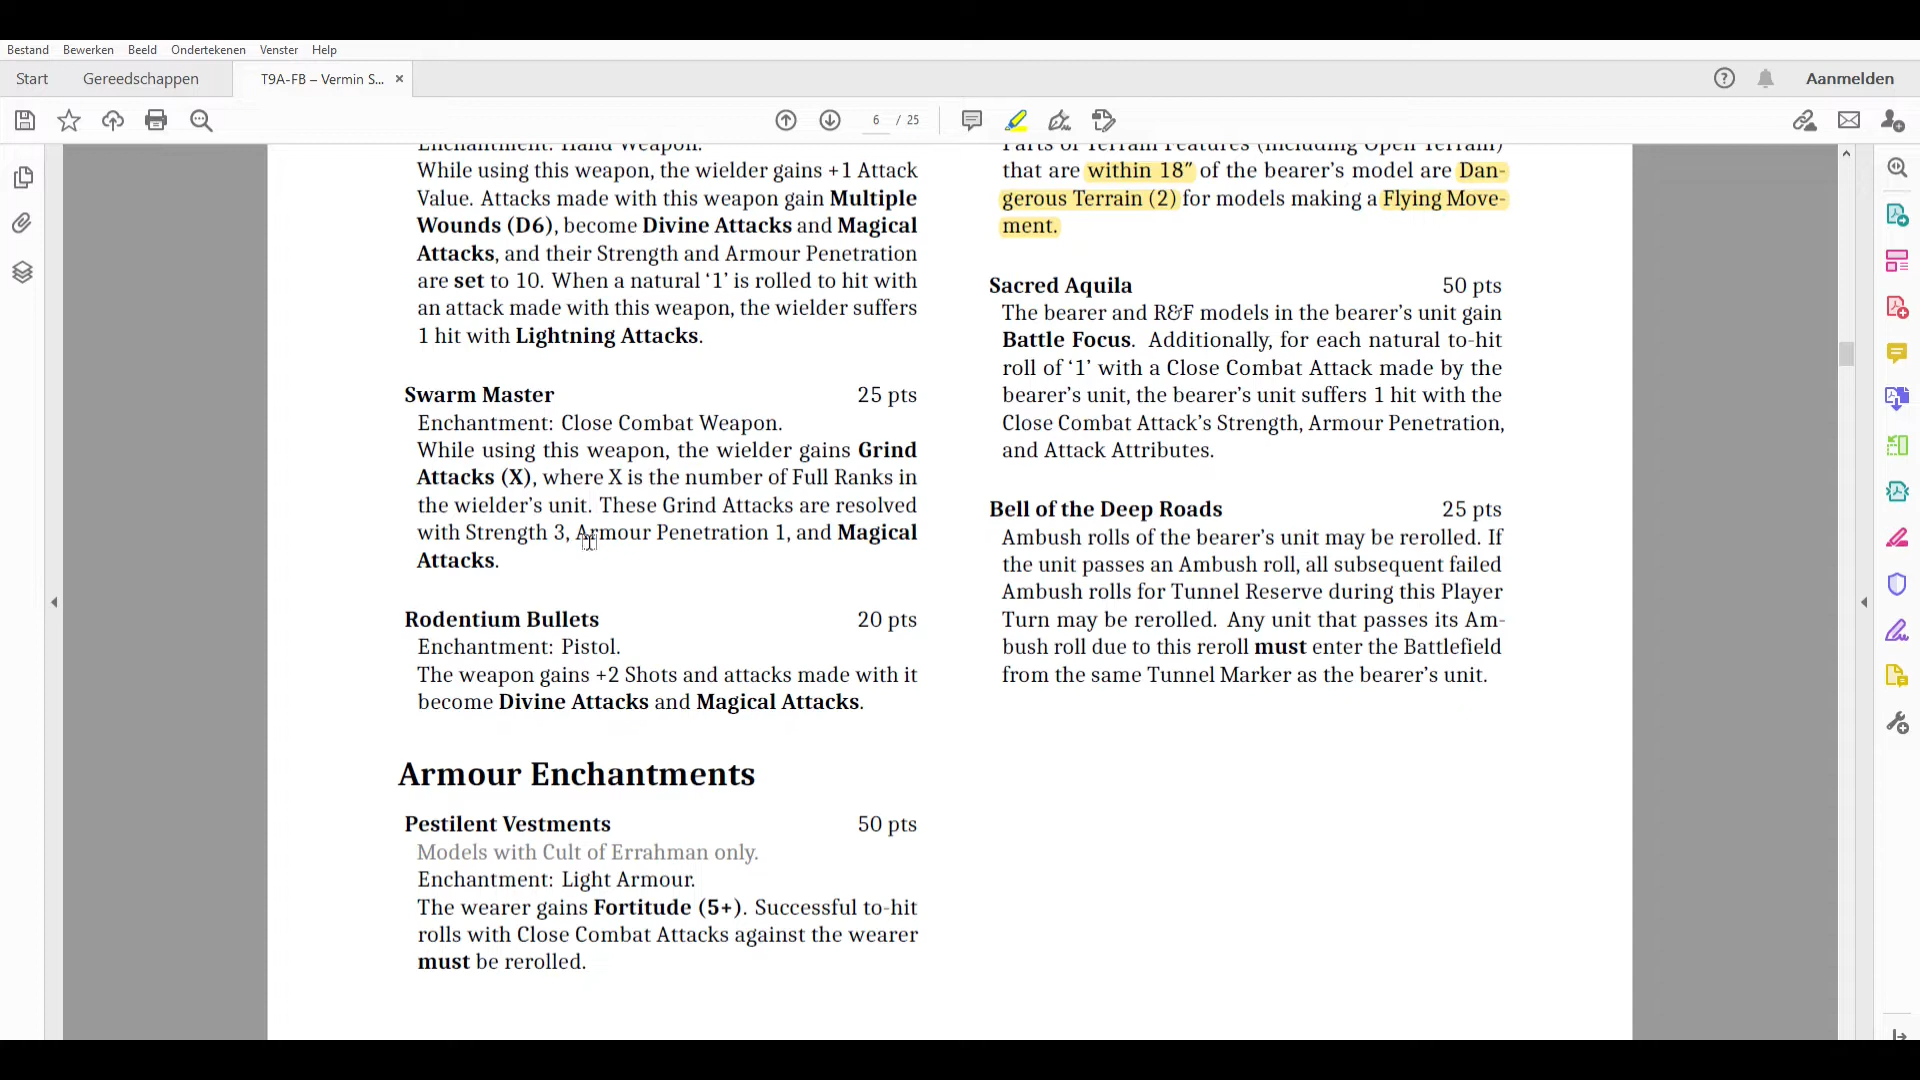 Bestand Bewerken Beeld Ondertekenen Venster Help
Start Gereedschappen T9A-FB – Vermin S... × Aanmelden
6 / 25
Enchantment: Hand Weapon.
While using this weapon, the wielder gains +1 Attack
Value. Attacks made with this weapon gain Multiple
Wounds (D6), become Divine Attacks and Magical
Attacks, and their Strength and Armour Penetration
are set to 10. When a natural ‘1’ is rolled to hit with
an attack made with this weapon, the wielder suffers
1 hit with Lightning Attacks.
Swarm Master 25 pts
Enchantment: Close Combat Weapon.
While using this weapon, the wielder gains Grind
Attacks (X), where X is the number of Full Ranks in
the wielder’s unit. These Grind Attacks are resolved
with Strength 3, Armour Penetration 1, and Magical
Attacks.
Rodentium Bullets 20 pts
Enchantment: Pistol.
The weapon gains +2 Shots and attacks made with it
become Divine Attacks and Magical Attacks.
Armour Enchantments
Pestilent Vestments 50 pts
Models with Cult of Errahman only.
Enchantment: Light Armour.
The wearer gains Fortitude (5+). Successful to-hit
rolls with Close Combat Attacks against the wearer
must be rerolled.
Parts of Terrain Features (including Open Terrain)
that are within 18″ of the bearer’s model are Dan-
gerous Terrain (2) for models making a Flying Move-
ment.
Sacred Aquila 50 pts
The bearer and R&F models in the bearer’s unit gain
Battle Focus. Additionally, for each natural to-hit
roll of ‘1’ with a Close Combat Attack made by the
bearer’s unit, the bearer’s unit suffers 1 hit with the
Close Combat Attack’s Strength, Armour Penetration,
and Attack Attributes.
Bell of the Deep Roads 25 pts
Ambush rolls of the bearer’s unit may be rerolled. If
the unit passes an Ambush roll, all subsequent failed
Ambush rolls for Tunnel Reserve during this Player
Turn may be rerolled. Any unit that passes its Am-
bush roll due to this reroll must enter the Battlefield
from the same Tunnel Marker as the bearer’s unit.